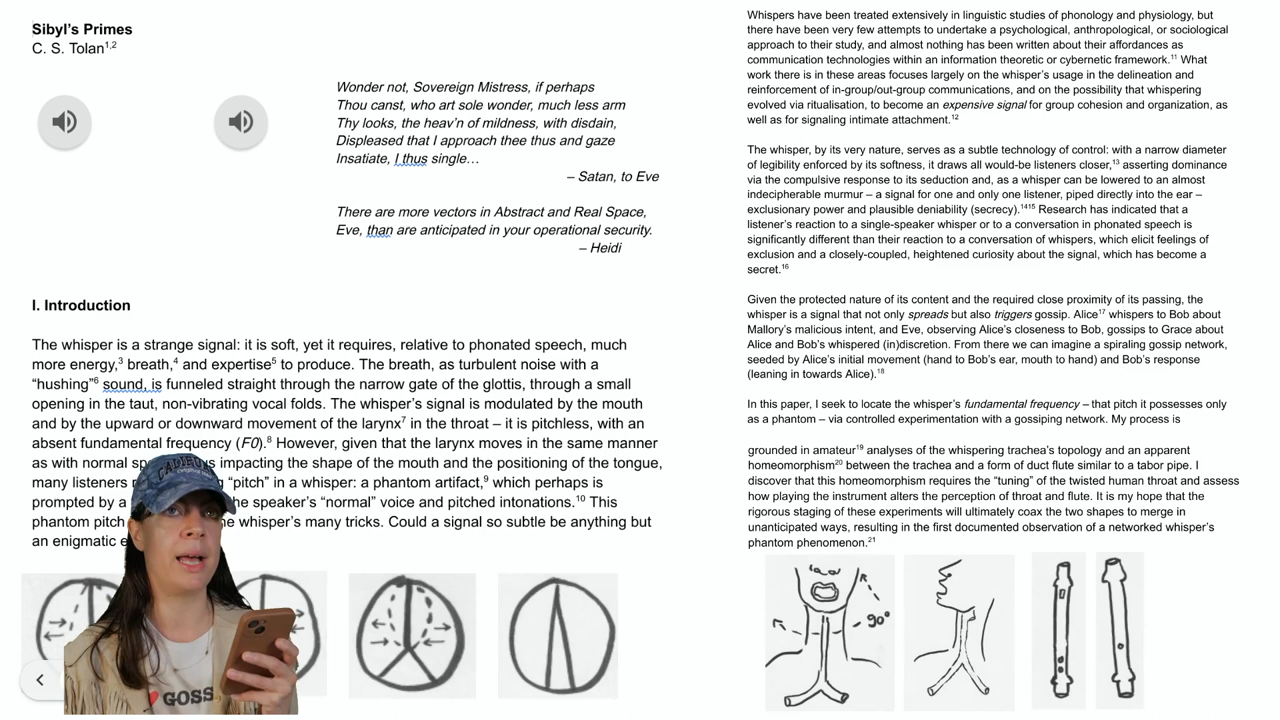 Sibyl's Primes
C. S. Tolan1,2
Wonder not, Sovereign Mistress, if perhaps
Thou canst, who art sole wonder, much less arm
Thy looks, the heav'n of mildness, with disdain,
Displeased that I approach thee thus and gaze
Insatiate, I thus single…
– Satan, to Eve
There are more vectors in Abstract and Real Space,
Eve, than are anticipated in your operational security.
– Heidi
I. Introduction
The whisper is a strange signal: it is soft, yet it requires, relative to phonated speech, much
more energy,3 breath,4 and expertise5 to produce. The breath, as turbulent noise with a
“hushing”6 sound, is funneled straight through the narrow gate of the glottis, through a small
opening in the taut, non-vibrating vocal folds. The whisper's signal is modulated by the mouth
and by the upward or downward movement of the larynx7 in the throat – it is pitchless, with an
absent fundamental frequency (F0).8 However, given that the larynx moves in the same manner
as with normal impacting the shape of the mouth and the positioning of the tongue,
many listeners “pitch” in a whisper: a phantom artifact,9 which perhaps is
prompted by a the speaker's “normal” voice and pitched intonations.10 This
phantom pitch whisper's many tricks. Could a signal so subtle be anything but
an enigmatic
GOSS
Whispers have been treated extensively in linguistic studies of phonology and physiology, but
there have been very few attempts to undertake a psychological, anthropological, or sociological
approach to their study, and almost nothing has been written about their affordances as
communication technologies within an information theoretic or cybernetic framework.11 What
work there is in these areas focuses largely on the whisper's usage in the delineation and
reinforcement of in-group/out-group communications, and on the possibility that whispering
evolved via ritualisation, to become an expensive signal for group cohesion and organization, as
well as for signaling intimate attachment.12
The whisper, by its very nature, serves as a subtle technology of control: with a narrow diameter
of legibility enforced by its softness, it draws all would-be listeners closer,13 asserting dominance
via the compulsive response to its seduction and, as a whisper can be lowered to an almost
indecipherable murmur – a signal for one and only one listener, piped directly into the ear –
exclusionary power and plausible deniability (secrecy).1415 Research has indicated that a
listener's reaction to a single-speaker whisper or to a conversation in phonated speech is
significantly different than their reaction to a conversation of whispers, which elicit feelings of
exclusion and a closely-coupled, heightened curiosity about the signal, which has become a
secret.16
Given the protected nature of its content and the required close proximity of its passing, the
whisper is a signal that not only spreads but also triggers gossip. Alice17 whispers to Bob about
Mallory's malicious intent, and Eve, observing Alice's closeness to Bob, gossips to Grace about
Alice and Bob's whispered (in)discretion. From there we can imagine a spiraling gossip network,
seeded by Alice's initial movement (hand to Bob's ear, mouth to hand) and Bob's response
(leaning in towards Alice).18
In this paper, I seek to locate the whisper's fundamental frequency – that pitch it possesses only
as a phantom – via controlled experimentation with a gossiping network. My process is
grounded in amateur19 analyses of the whispering trachea's topology and an apparent
homeomorphism20 between the trachea and a form of duct flute similar to a tabor pipe. I
discover that this homeomorphism requires the “tuning” of the twisted human throat and assess
how playing the instrument alters the perception of throat and flute. It is my hope that the
rigorous staging of these experiments will ultimately coax the two shapes to merge in
unanticipated ways, resulting in the first documented observation of a networked whisper's
phantom phenomenon.21
90°